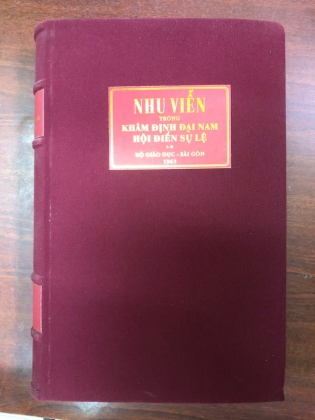 NHU VIỄN
TRONG
KHÂM ĐỊNH ĐẠI NAM
HỘI ĐIỂN SỰ LỆ
BỘ GIÁO DỤC - SÀI GÒN